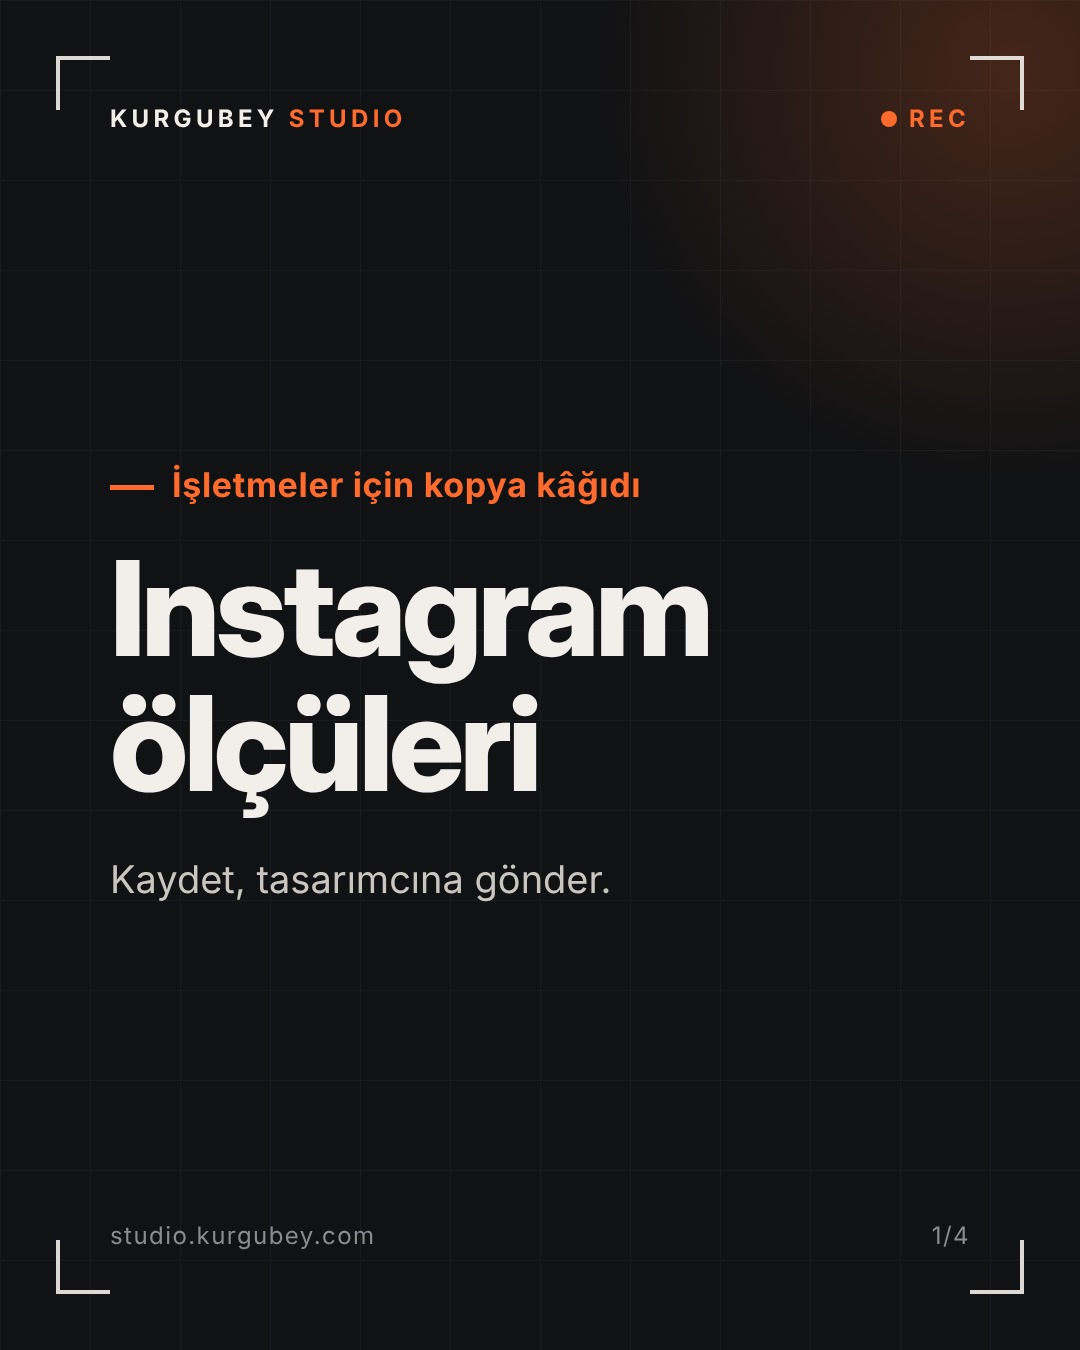 KURGUBEY STUDIO
REC
İşletmeler için kopya kâğıdı
Instagram
ölçüleri
Kaydet, tasarımcına gönder.
studio.kurgubey.com
1/4